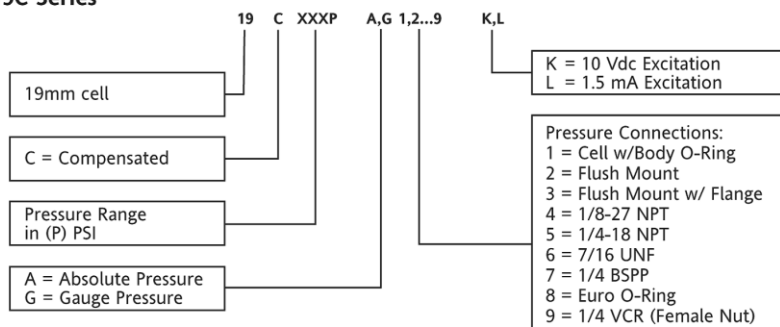 19 C XXXP A,G 1,2...9 K,L
19mm cell
C = Compensated
Pressure Range
in (P) PSI
A = Absolute Pressure
G = Gauge Pressure
K = 10 Vdc Excitation
L = 1.5 mA Excitation
Pressure Connections:
1 = Cell w/Body O-Ring
2 = Flush Mount
3 = Flush Mount w/ Flange
4 = 1/8-27 NPT
5 = 1/4-18 NPT
6 = 7/16 UNF
7 = 1/4 BSPP
8 = Euro O-Ring
9 = 1/4 VCR (Female Nut)